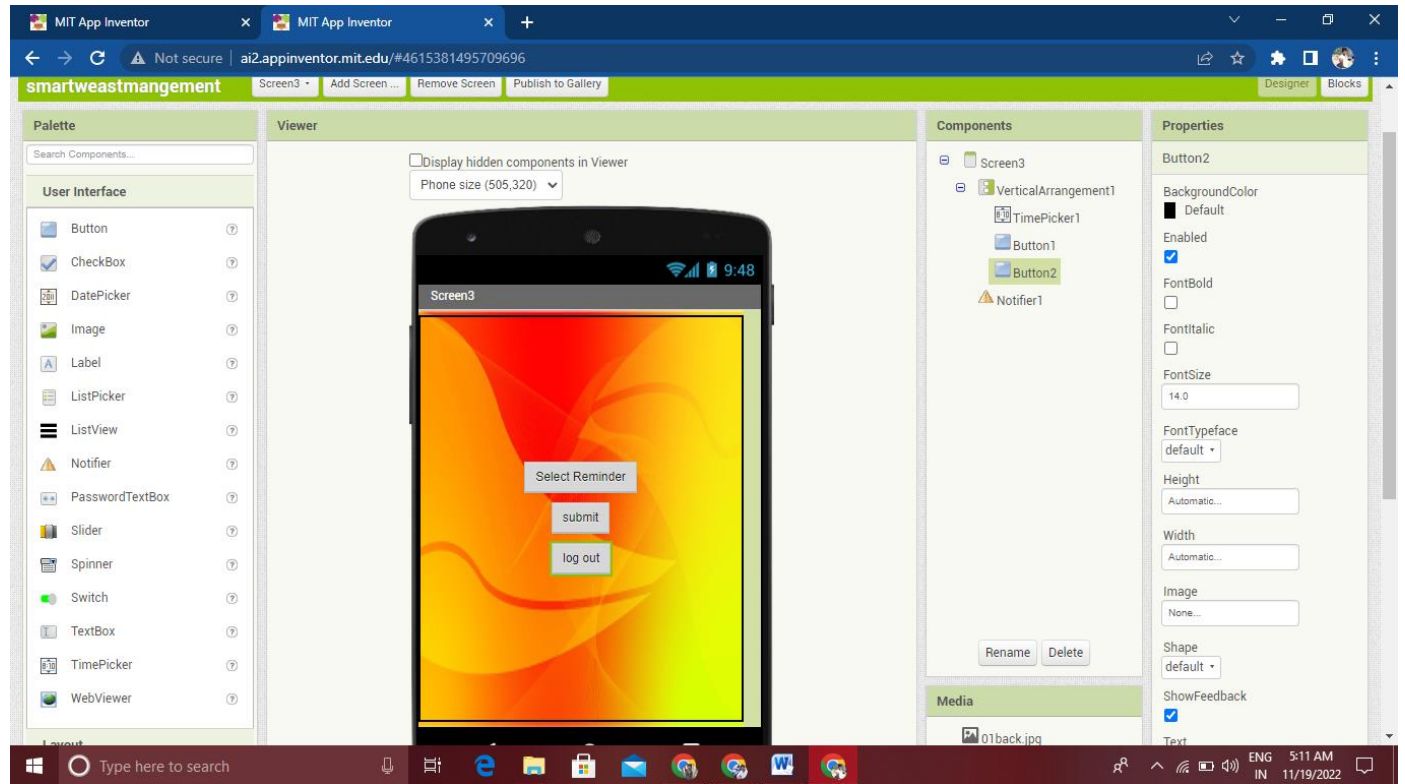 MIT App Inventor
MIT App Inventor
Not secure
ai2.appinventor.mit.edu/#4615381495709696
smartweastmangement
Screen3
Add Screen ...
Remove Screen
Publish to Gallery
Designer
Blocks
Palette
Search Components...
User Interface
Button
CheckBox
DatePicker
Image
Label
ListPicker
ListView
Notifier
PasswordTextBox
Slider
Spinner
Switch
TextBox
TimePicker
WebViewer
Layout
Viewer
Display hidden components in Viewer
Phone size (505,320)
9:48
Screen3
Select Reminder
submit
log out
Components
Screen3
VerticalArrangement1
TimePicker1
Button1
Button2
Notifier1
Rename
Delete
Media
01back.jpg
Properties
Button2
BackgroundColor
Default
Enabled
FontBold
FontItalic
FontSize
14.0
FontTypeface
default
Height
Automatic...
Width
Automatic...
Image
None...
Shape
default
ShowFeedback
Text
Type here to search
ENG
IN
5:11 AM
11/19/2022